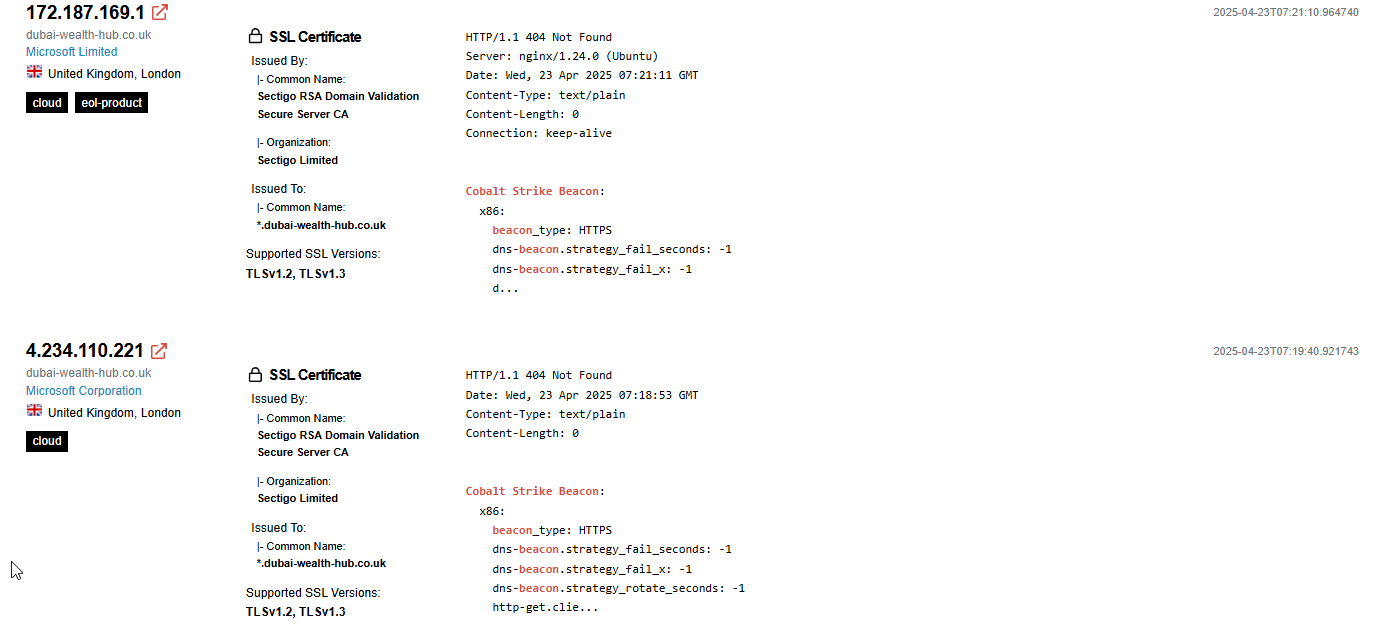 172.187.169.1
2025-04-23T07:21:10.964740
dubai-wealth-hub.co.uk
Microsoft Limited
United Kingdom, London
cloud
eol-product
SSL Certificate
Issued By:
|- Common Name:
Sectigo RSA Domain Validation
Secure Server CA
|- Organization:
Sectigo Limited
Issued To:
|- Common Name:
*.dubai-wealth-hub.co.uk
Supported SSL Versions:
TLSv1.2, TLSv1.3
HTTP/1.1 404 Not Found
Server: nginx/1.24.0 (Ubuntu)
Date: Wed, 23 Apr 2025 07:21:11 GMT
Content-Type: text/plain
Content-Length: 0
Connection: keep-alive
Cobalt Strike Beacon:
x86:
beacon_type: HTTPS
dns-beacon.strategy_fail_seconds: -1
dns-beacon.strategy_fail_x: -1
d...
4.234.110.221
2025-04-23T07:19:40.921743
dubai-wealth-hub.co.uk
Microsoft Corporation
United Kingdom, London
cloud
SSL Certificate
Issued By:
|- Common Name:
Sectigo RSA Domain Validation
Secure Server CA
|- Organization:
Sectigo Limited
Issued To:
|- Common Name:
*.dubai-wealth-hub.co.uk
Supported SSL Versions:
TLSv1.2, TLSv1.3
HTTP/1.1 404 Not Found
Date: Wed, 23 Apr 2025 07:18:53 GMT
Content-Type: text/plain
Content-Length: 0
Cobalt Strike Beacon:
x86:
beacon_type: HTTPS
dns-beacon.strategy_fail_seconds: -1
dns-beacon.strategy_fail_x: -1
dns-beacon.strategy_rotate_seconds: -1
http-get.clie...